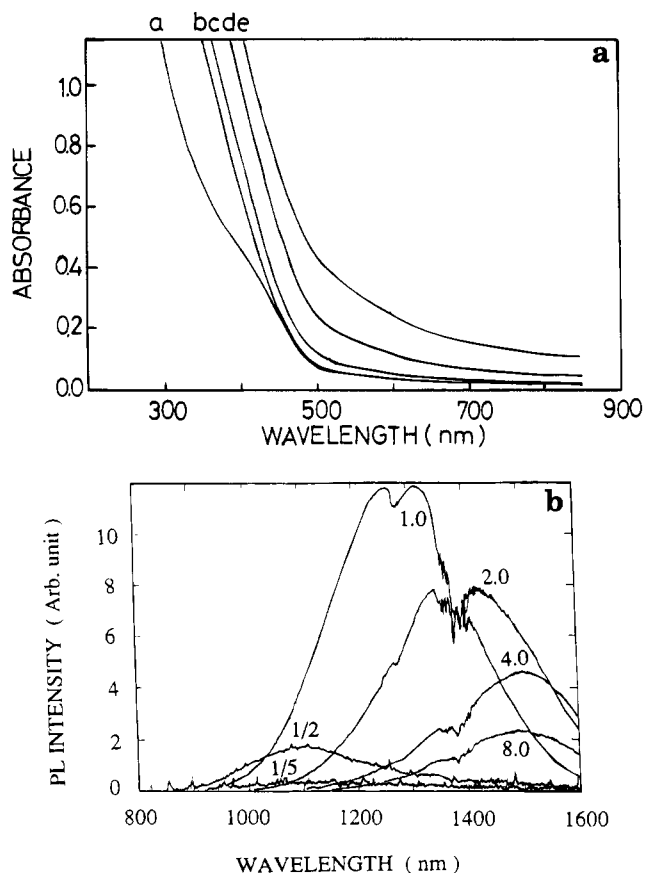 a bcde
a
1.0
0.8
0.6
0.4
0.2
0.0
ABSORBANCE
300 500 700 900
WAVELENGTH ( nm )
b
10
8
6
4
2
0
PL INTENSITY ( Arb. unit )
1.0
2.0
4.0
8.0
1/2
1/5
800 1000 1200 1400 1600
WAVELENGTH ( nm )